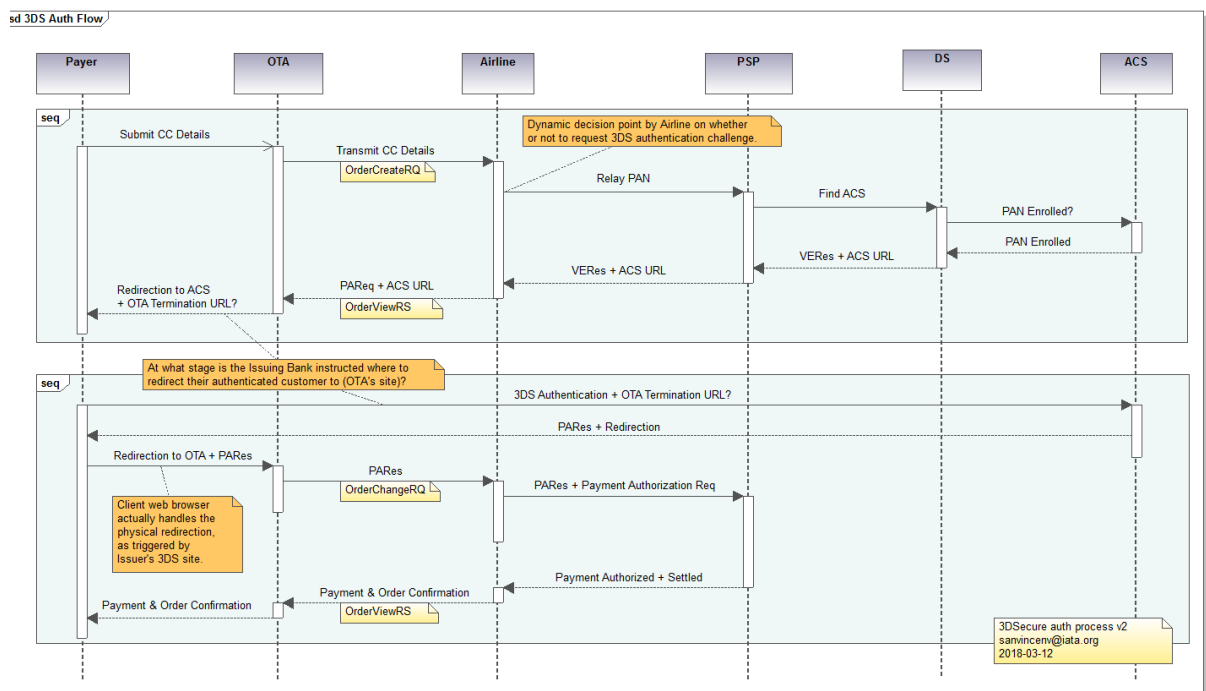 sd 3DS Auth Flow
Payer
OTA
Airline
PSP
DS
ACS
seq
Submit CC Details
Dynamic decision point by Airline on whether
or not to request 3DS authentication challenge.
Transmit CC Details
OrderCreateRQ
Relay PAN
Find ACS
PAN Enrolled?
PAN Enrolled
VERes + ACS URL
VERes + ACS URL
PAReq + ACS URL
OrderViewRS
Redirection to ACS
+ OTA Termination URL?
At what stage is the Issuing Bank instructed where to
redirect their authenticated customer to (OTA's site)?
seq
3DS Authentication + OTA Termination URL?
PARes + Redirection
Redirection to OTA + PARes
PARes
OrderChangeRQ
PARes + Payment Authorization Req
Client web browser
actually handles the
physical redirection,
as triggered by
Issuer's 3DS site.
Payment Authorized + Settled
Payment & Order Confirmation
OrderViewRS
Payment & Order Confirmation
3DSecure auth process v2
sanvincenv@iata.org
2018-03-12